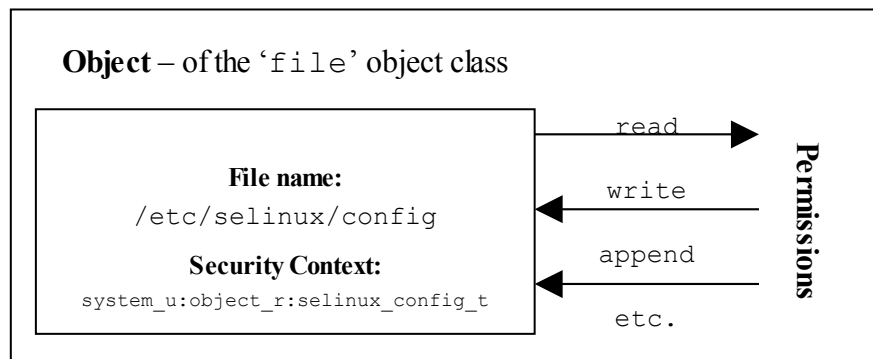 Object – of the ‘file’ object class
File name:
/etc/selinux/config
Security Context:
system_u:object_r:selinux_config_t
read
write
append
etc.
Permissions